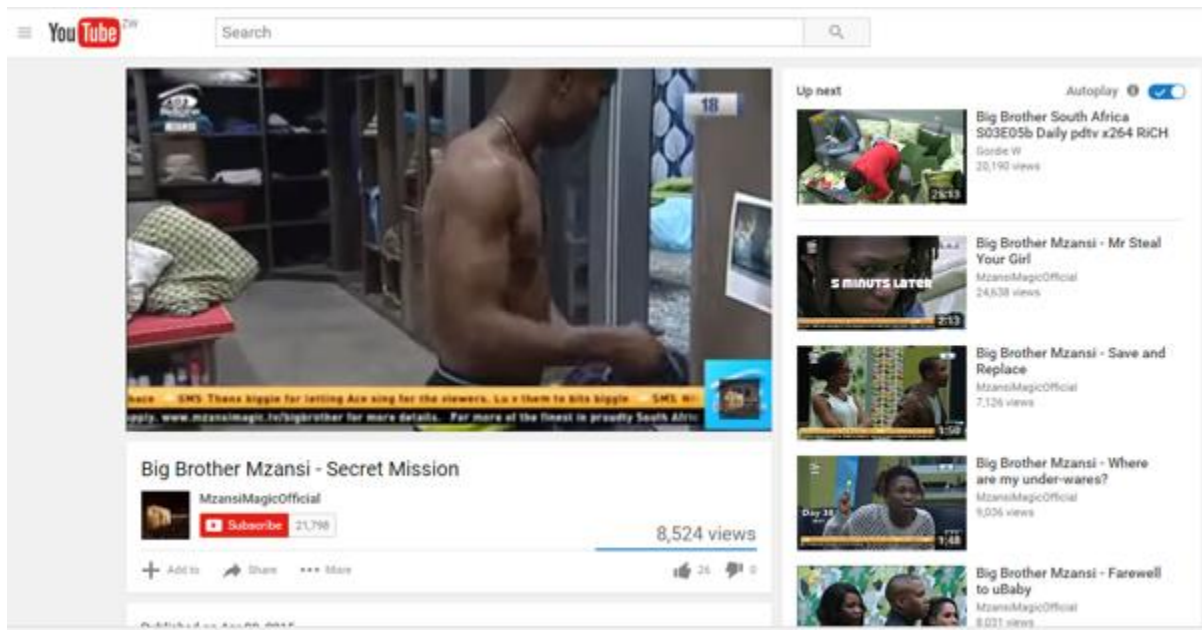 YouTube ZW
Search
18
SMS Thanx biggie for letting Ace sing for the viewers. Lu v them to bits biggie SMS
www.mzansimagic.tv/bigbrother for more details. For more of the finest in proudly South Afri
Big Brother Mzansi - Secret Mission
MzansiMagicOfficial
Subscribe 21,798
8,524 views
Add to Share More
26 0
Up next Autoplay
Big Brother South Africa
S03E05b Daily pdtv x264 RiCH
Gordie W
20,190 views
26:13
Big Brother Mzansi - Mr Steal
Your Girl
MzansiMagicOfficial
24,638 views
5 MINUTS LATER
2:13
Big Brother Mzansi - Save and
Replace
MzansiMagicOfficial
7,126 views
1:50
Big Brother Mzansi - Where
are my under-wares?
MzansiMagicOfficial
9,036 views
Day 38
1:48
Big Brother Mzansi - Farewell
to uBaby
MzansiMagicOfficial
8,031 views